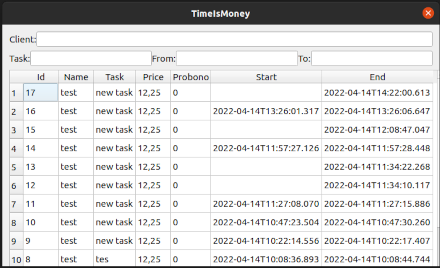 TimeIsMoney
Client:
Task: From: To:
Id Name Task Price Probono Start End
1 17 test new task 12,25 0 2022-04-14T14:22:00.613
2 16 test new task 12,25 0 2022-04-14T13:26:01.317 2022-04-14T13:26:06.647
3 15 test new task 12,25 0 2022-04-14T12:08:47.047
4 14 test new task 12,25 0 2022-04-14T11:57:27.126 2022-04-14T11:57:28.448
5 13 test new task 12,25 0 2022-04-14T11:34:22.268
6 12 test new task 12,25 0 2022-04-14T11:34:10.117
7 11 test new task 12,25 0 2022-04-14T11:27:08.070 2022-04-14T11:27:15.886
8 10 test new task 12,25 0 2022-04-14T10:47:23.504 2022-04-14T10:47:30.260
9 9 test new task 12,25 0 2022-04-14T10:22:14.556 2022-04-14T10:22:17.407
10 8 test tes 12,25 0 2022-04-14T10:08:36.893 2022-04-14T10:08:44.744